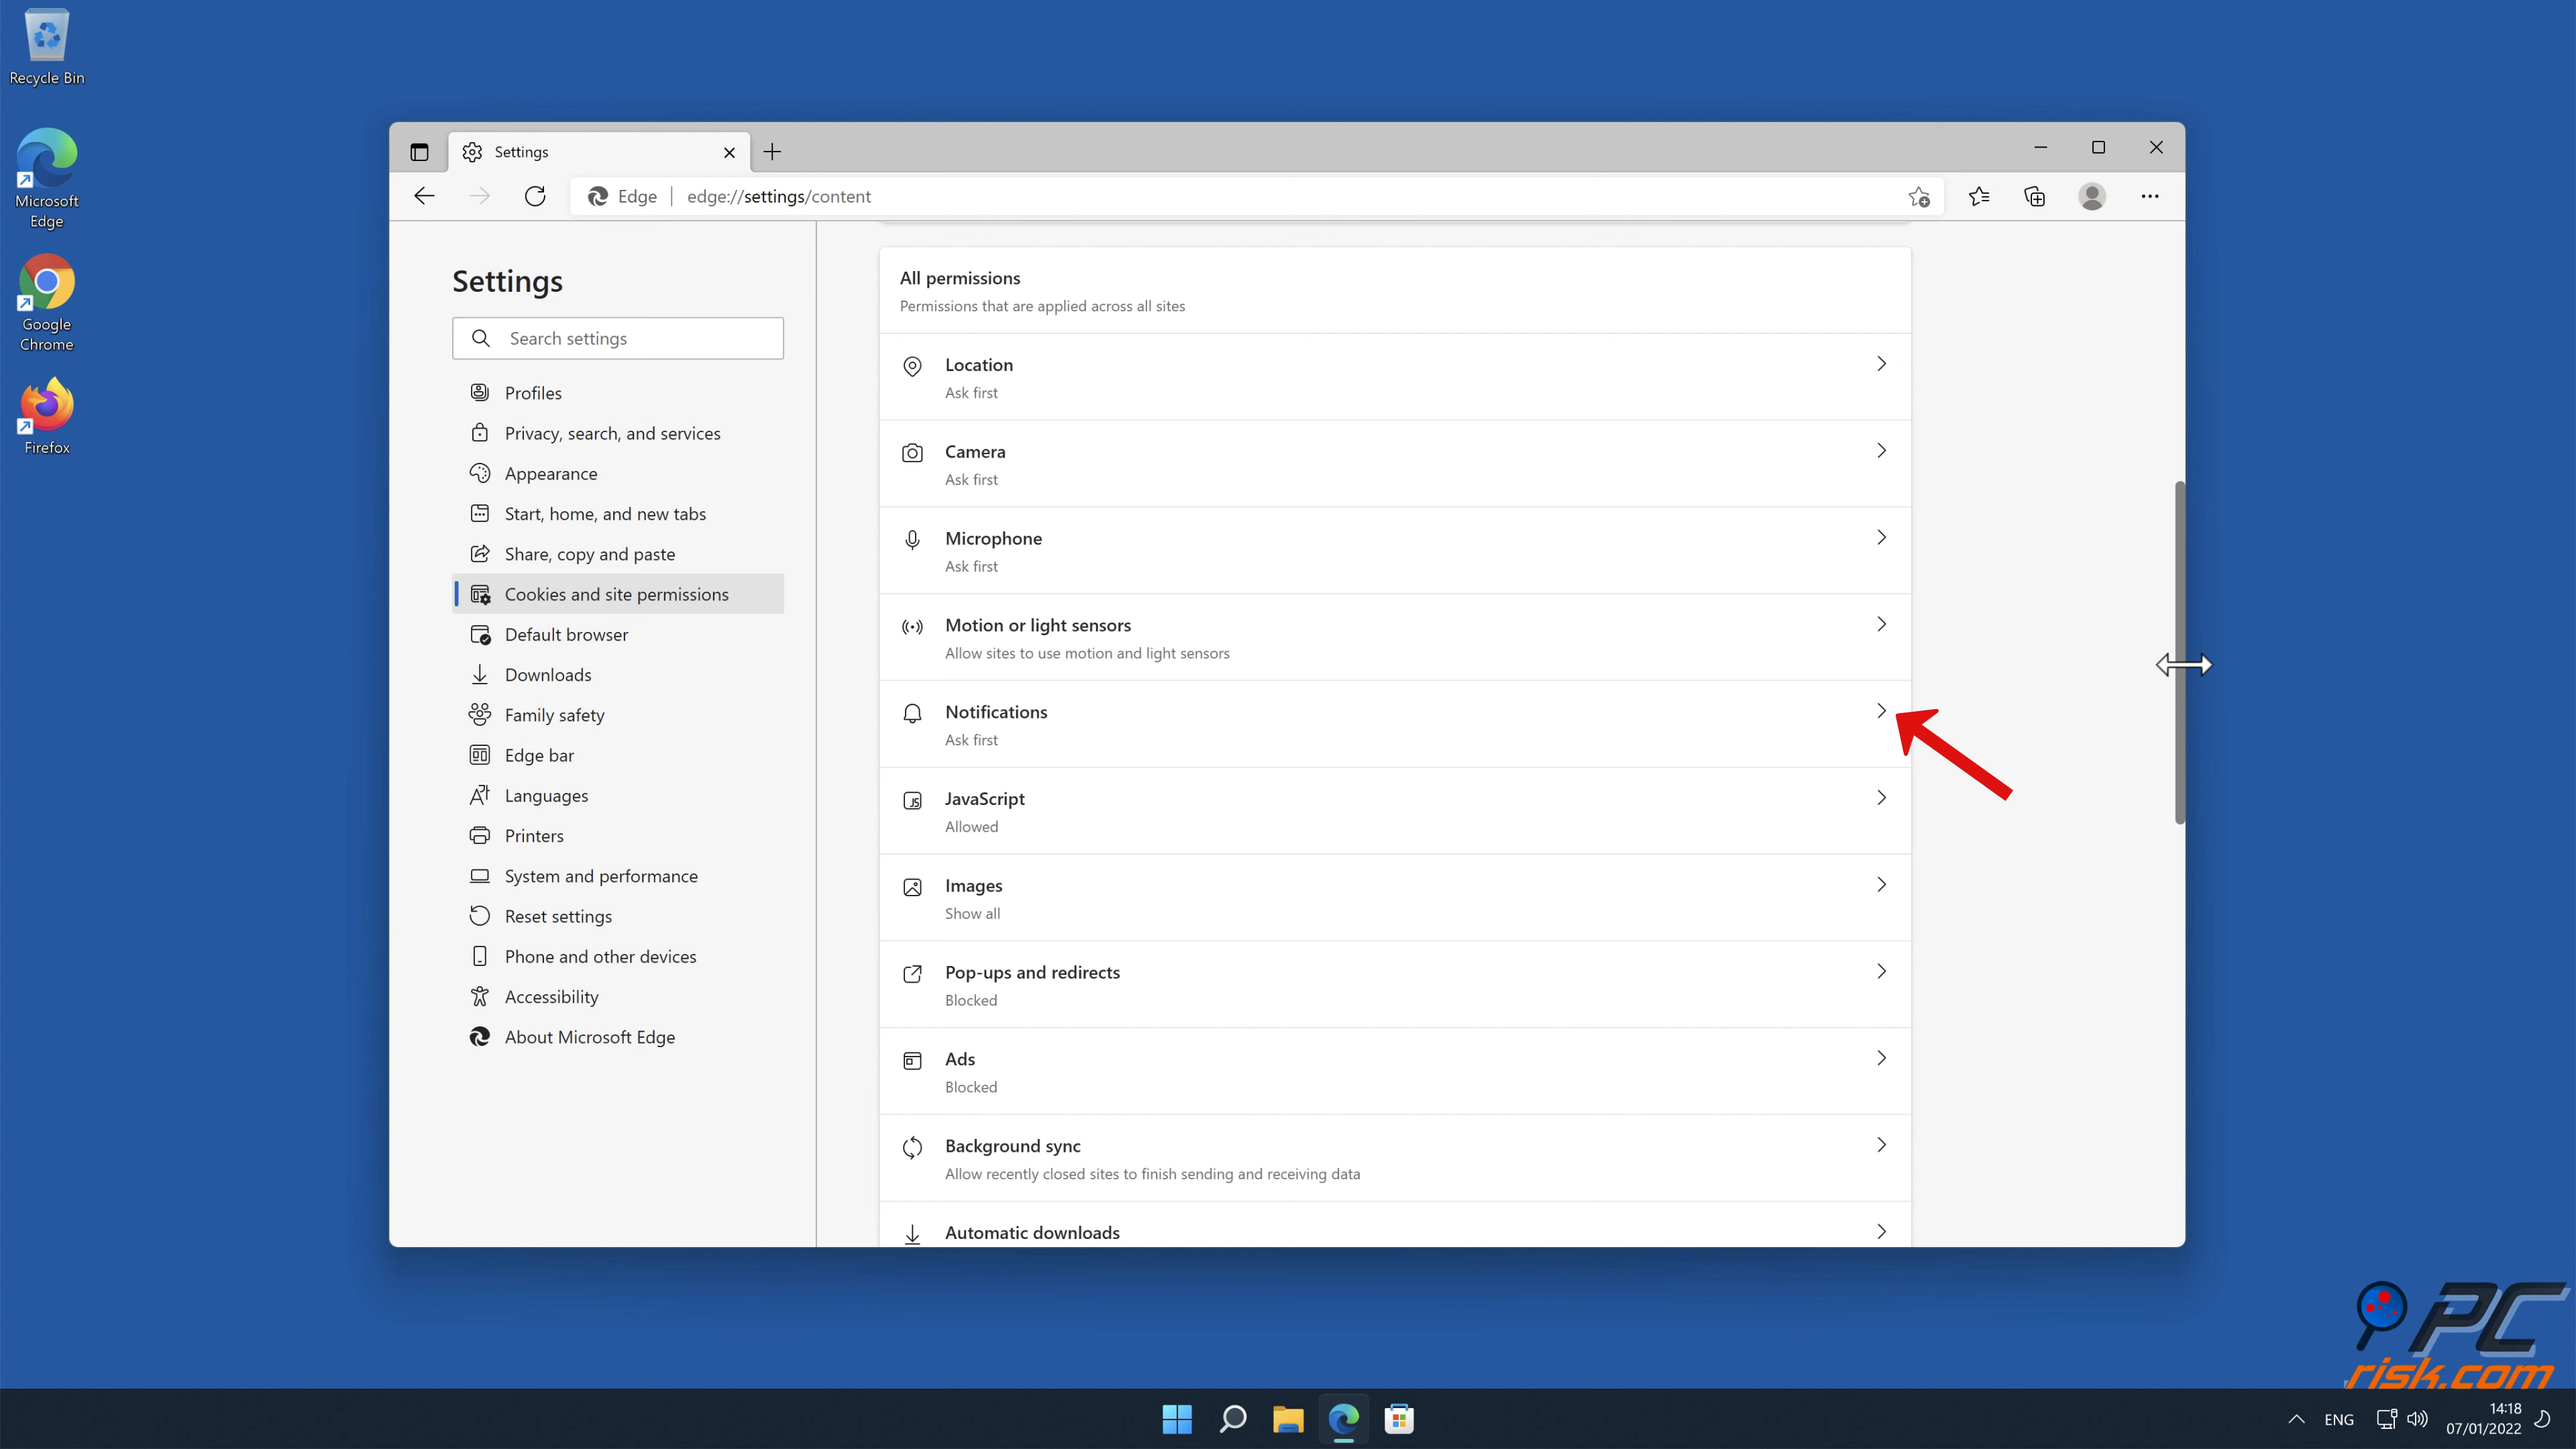 Recycle Bin
Microsoft
Edge
Google
Chrome
Firefox
Settings
Edge
edge://settings/content
Settings
Search settings
Profiles
Privacy, search, and services
Appearance
Start, home, and new tabs
Share, copy and paste
Cookies and site permissions
Default browser
Downloads
Family safety
Edge bar
Languages
Printers
System and performance
Reset settings
Phone and other devices
Accessibility
About Microsoft Edge
All permissions
Permissions that are applied across all sites
Location
Ask first
Camera
Ask first
Microphone
Ask first
Motion or light sensors
Allow sites to use motion and light sensors
Notifications
Ask first
JavaScript
Allowed
Images
Show all
Pop-ups and redirects
Blocked
Ads
Blocked
Background sync
Allow recently closed sites to finish sending and receiving data
Automatic downloads
PC
risk.com
ENG
14:18
07/01/2022